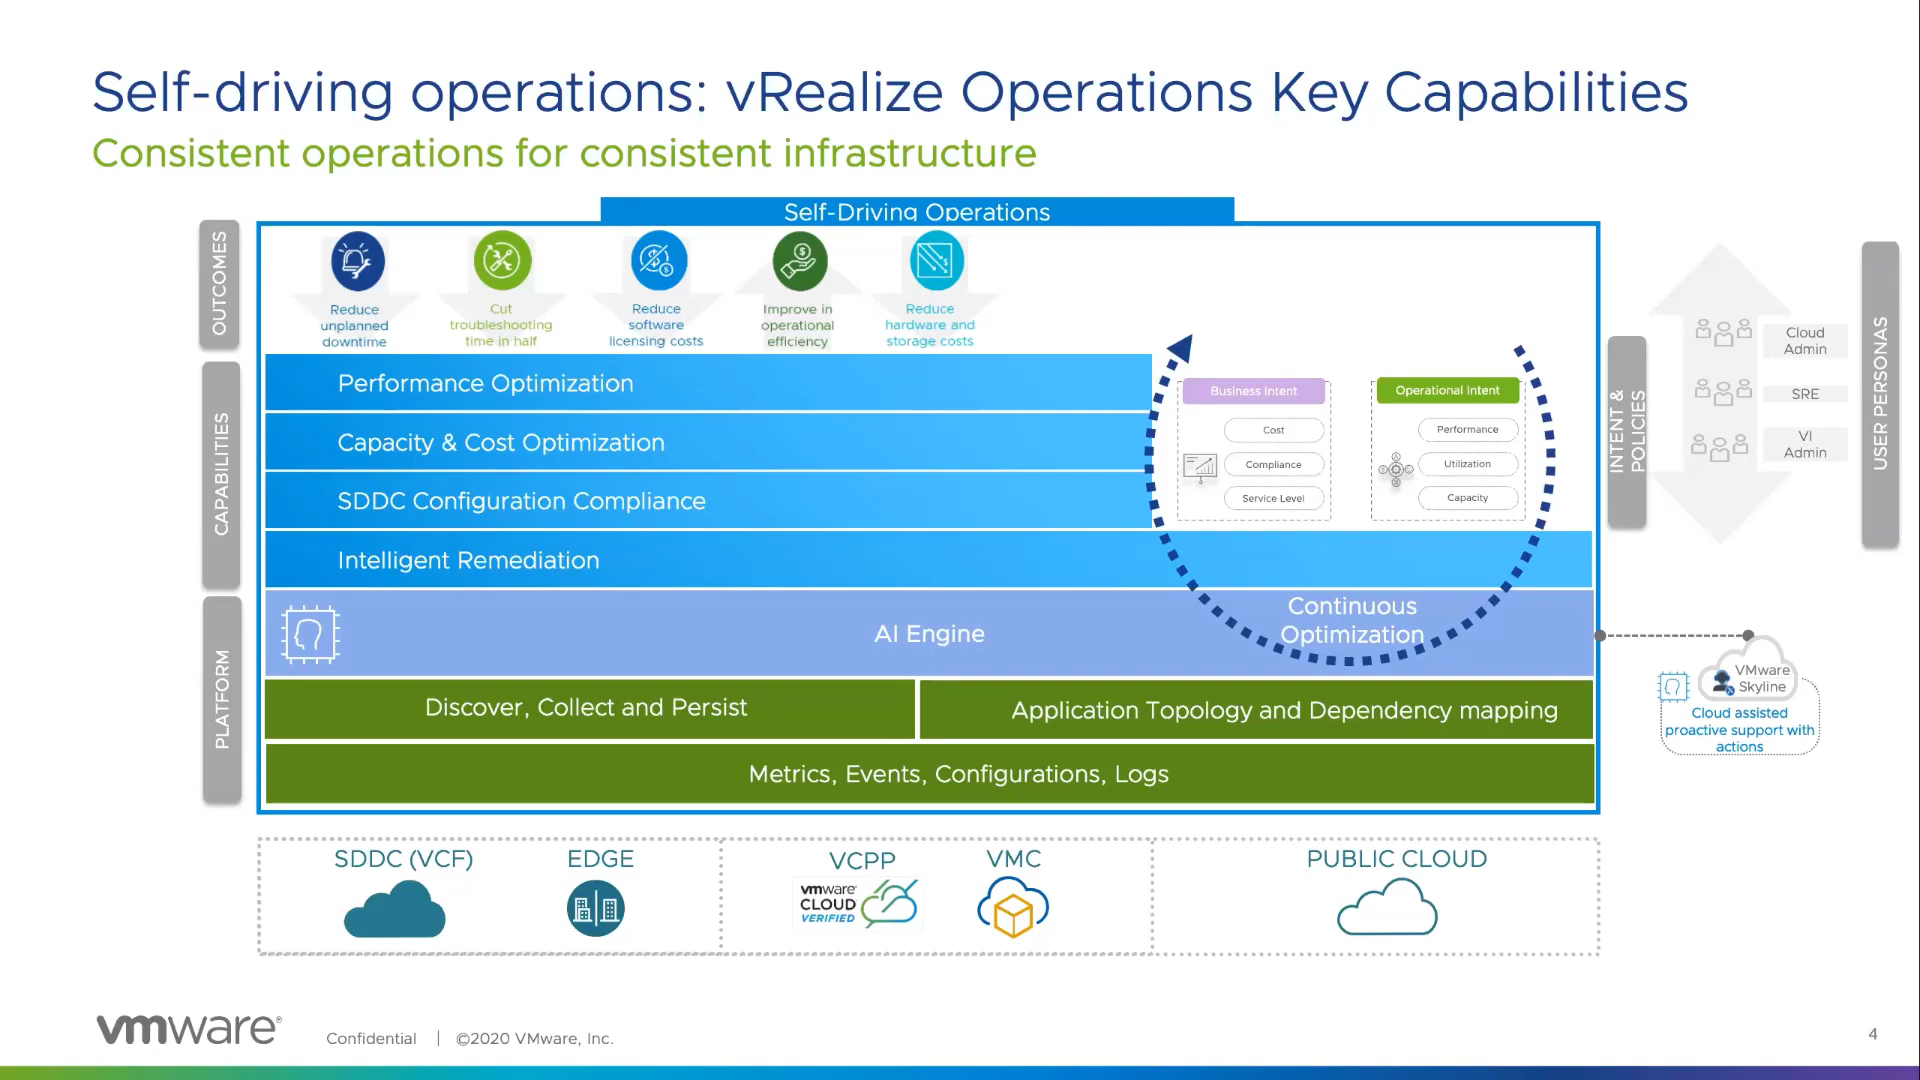 Self-driving operations: vRealize Operations Key Capabilities
Consistent operations for consistent infrastructure
Self-Driving Operations
OUTCOMES
Reduce
unplanned
downtime
Cut
troubleshooting
time in half
Reduce
software
licensing costs
Improve in
operational
efficiency
Reduce
hardware and
storage costs
CAPABILITIES
Performance Optimization
Capacity & Cost Optimization
SDDC Configuration Compliance
Intelligent Remediation
Business Intent
Cost
Compliance
Service Level
Operational Intent
Performance
Utilization
Capacity
INTENT &
POLICIES
Cloud
Admin
SRE
VI
Admin
USER PERSONAS
PLATFORM
AI Engine
Continuous
Optimization
Discover, Collect and Persist
Application Topology and Dependency mapping
Metrics, Events, Configurations, Logs
VMware
Skyline
Cloud assisted
proactive support with
actions
SDDC (VCF)
EDGE
VCPP
vmware
CLOUD
VERIFIED
VMC
PUBLIC CLOUD
vmware®
Confidential | ©2020 VMware, Inc.
4